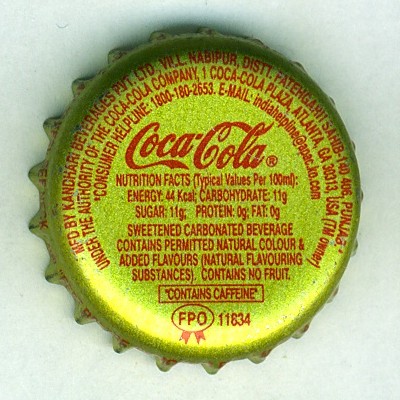 MFD BY KANDHARI BEVERAGES PVT. LTD. VILL. NABIPUR, DISTT. FATEHGARH SAHIB-140 406, PUNJAB
UNDER THE AUTHORITY OF THE COCA-COLA COMPANY, 1 COCA-COLA PLAZA, ATLANTA, GA 30313, USA (TM owner)
"CONSUMER HELPLINE: 1800-180-2653. E-MAIL:
Coca-Cola®
NUTRITION FACTS (Typical Values Per 100ml):
ENERGY: 44 Kcal; CARBOHYDRATE: 11g
SUGAR: 11g; PROTEIN: 0g; FAT: 0g
SWEETENED CARBONATED BEVERAGE
CONTAINS PERMITTED NATURAL COLOUR &
ADDED FLAVOURS (NATURAL FLAVOURING
SUBSTANCES). CONTAINS NO FRUIT.
"CONTAINS CAFFEINE"
FPO 11834